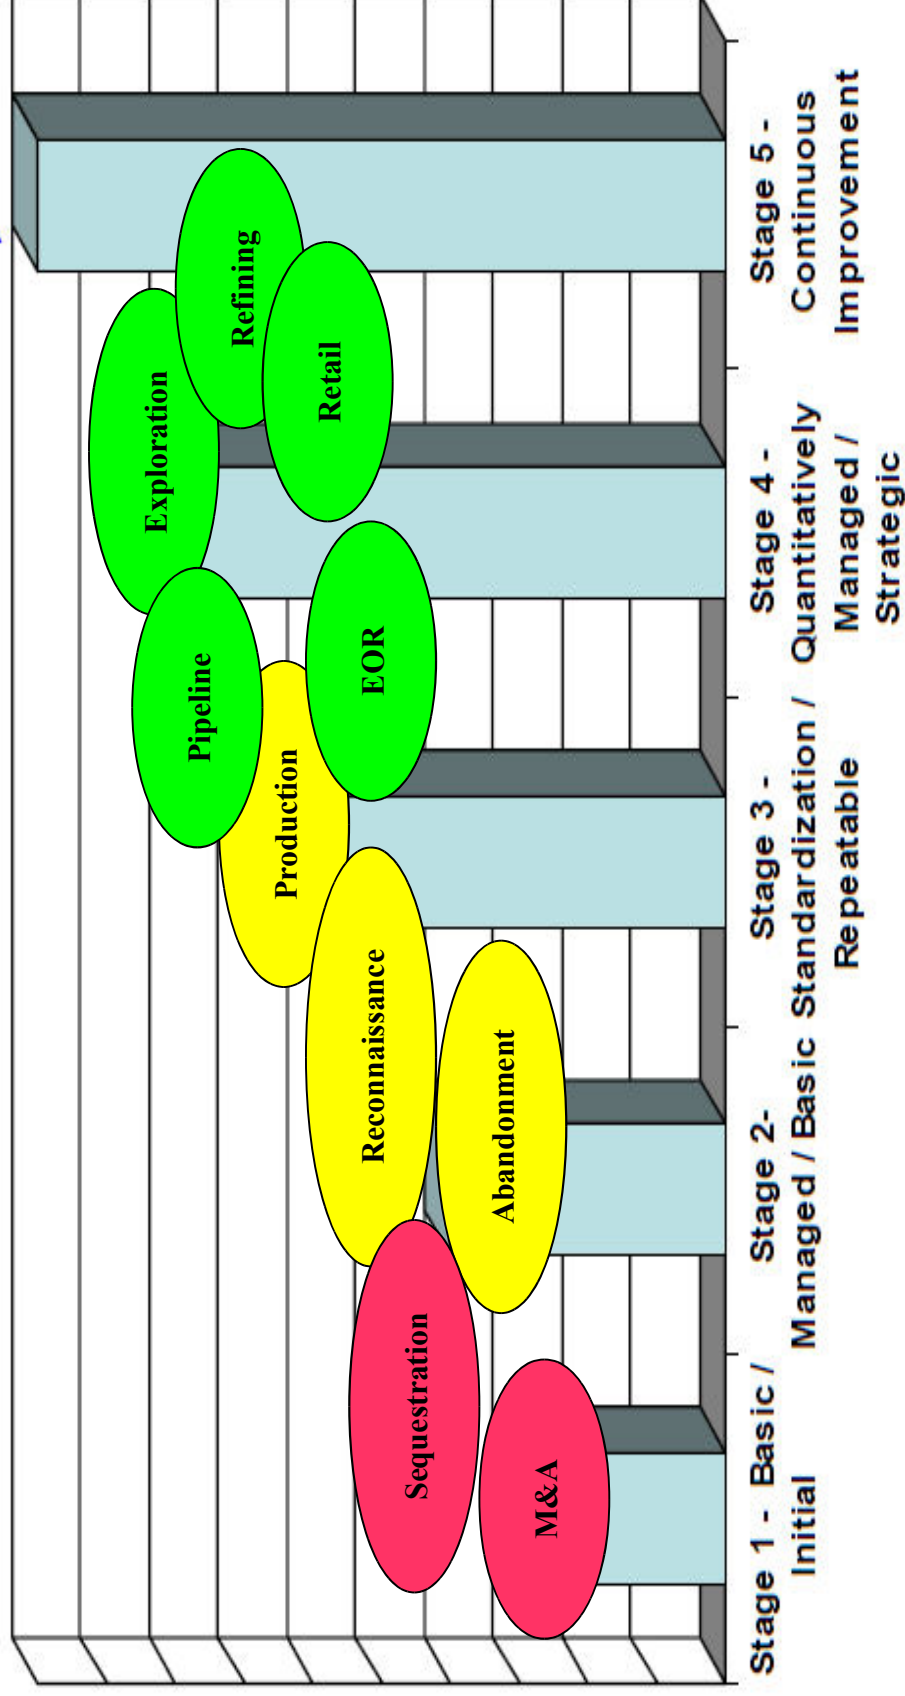 Exploration
Pipeline
Refining
Production
Retail
Reconnaissance
EOR
Sequestration
Abandonment
M&A
Stage 1 - Basic /
Initial
Stage 2-
Managed / Basic
Stage 3 -
Standardization /
Repeatable
Stage 4 -
Quantitatively
Managed /
Strategic
Stage 5 -
Continuous
Improvement